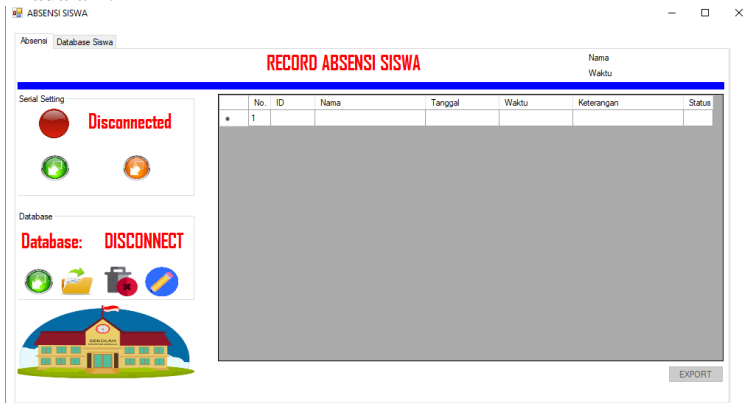 ABSENSI SISWA
Absensi Database Siswa
RECORD ABSENSI SISWA
Nama
Waktu
Serial Setting
Disconnected
No. ID Nama Tanggal Waktu Keterangan Status
1
Database
Database: DISCONNECT
SEKOLAH
EXPORT